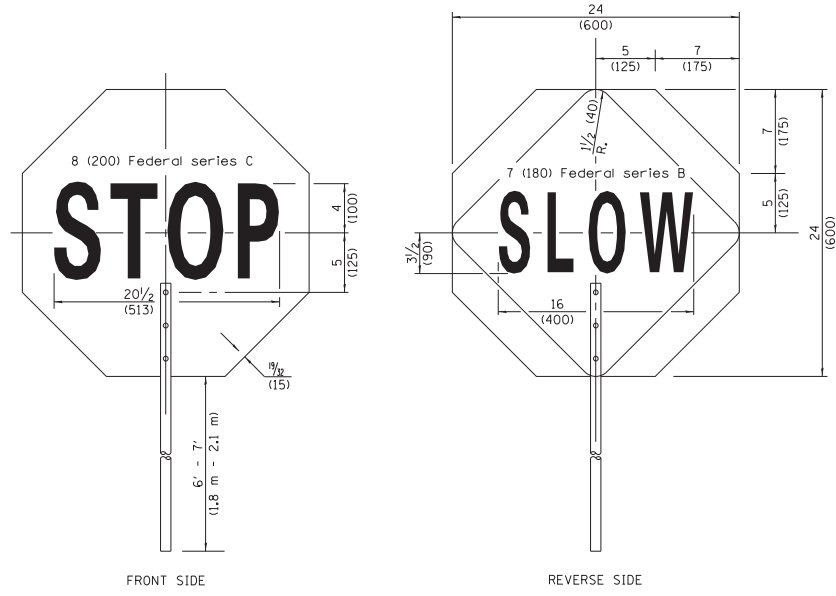 8 (200) Federal series C
STOP
4
(100)
5
(125)
20 1/2
(513)
19/32
(15)
6' - 7'
(1.8 m - 2.1 m)
FRONT SIDE
24
(600)
5
(125)
7
(175)
1 1/2 (40)
R.
7 (180) Federal series B
SLOW
7
(175)
5
(125)
24
(600)
3 1/2
(90)
16
(400)
REVERSE SIDE